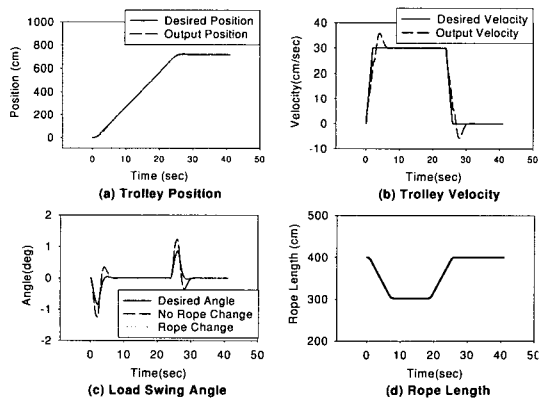 Desired Position
Output Position
Position (cm)
1000
800
600
400
200
0
0 10 20 30 40 50
Time (sec)
(a) Trolley Position
Desired Velocity
Output Velocity
Velocity(cm/sec)
40
30
20
10
0
-10
0 10 20 30 40 50
Time(sec)
(b) Trolley Velocity
Angle(deg)
2
1
0
-1
-2
Desired Angle
No Rope Change
Rope Change
0 10 20 30 40 50
Time(sec)
(c) Load Swing Angle
Rope Length (cm)
500
400
300
200
0 10 20 30 40 50
Time(sec)
(d) Rope Length